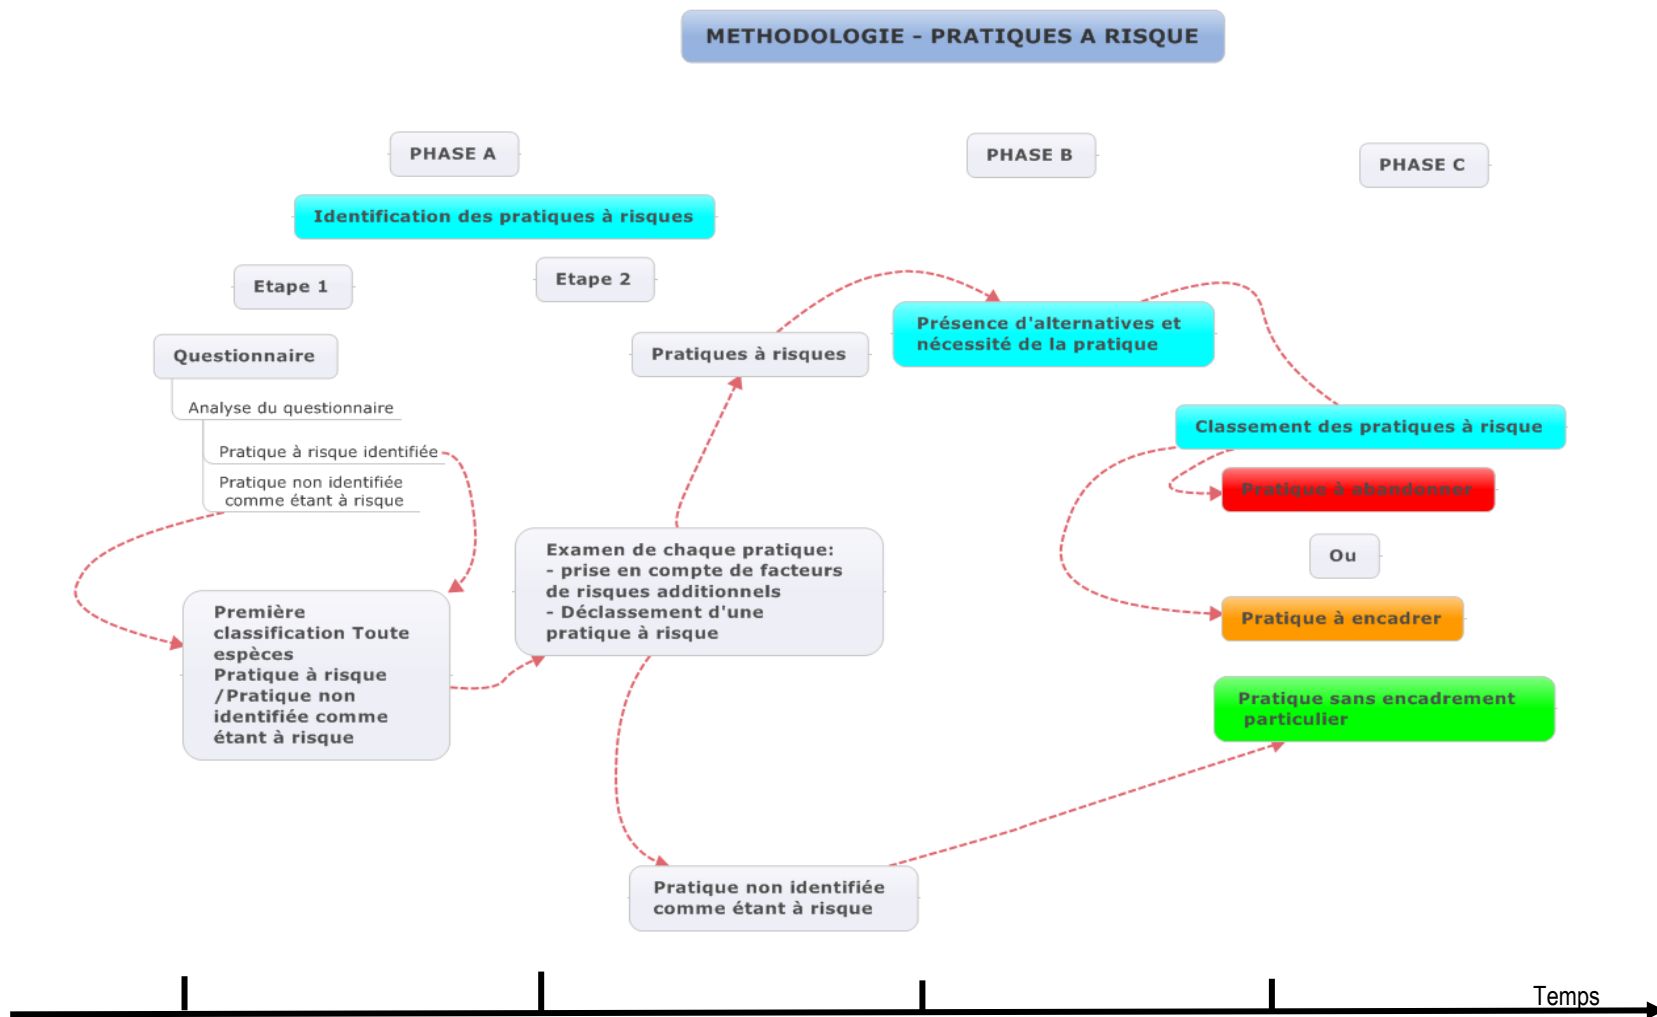 METHODOLOGIE - PRATIQUES A RISQUE
PHASE A
PHASE B
PHASE C
Identification des pratiques à risques
Etape 1
Etape 2
Questionnaire
Analyse du questionnaire
Pratique à risque identifiée
Pratique non identifiée
comme étant à risque
Première
classification Toute
espèces
Pratique à risque
/Pratique non
identifiée comme
étant à risque
Pratiques à risques
Examen de chaque pratique:
- prise en compte de facteurs
de risques additionnels
- Déclassement d'une
pratique à risque
Pratique non identifiée
comme étant à risque
Présence d'alternatives et
nécessité de la pratique
Classement des pratiques à risque
Pratique à abandonner
Ou
Pratique à encadrer
Pratique sans encadrement
particulier
Temps